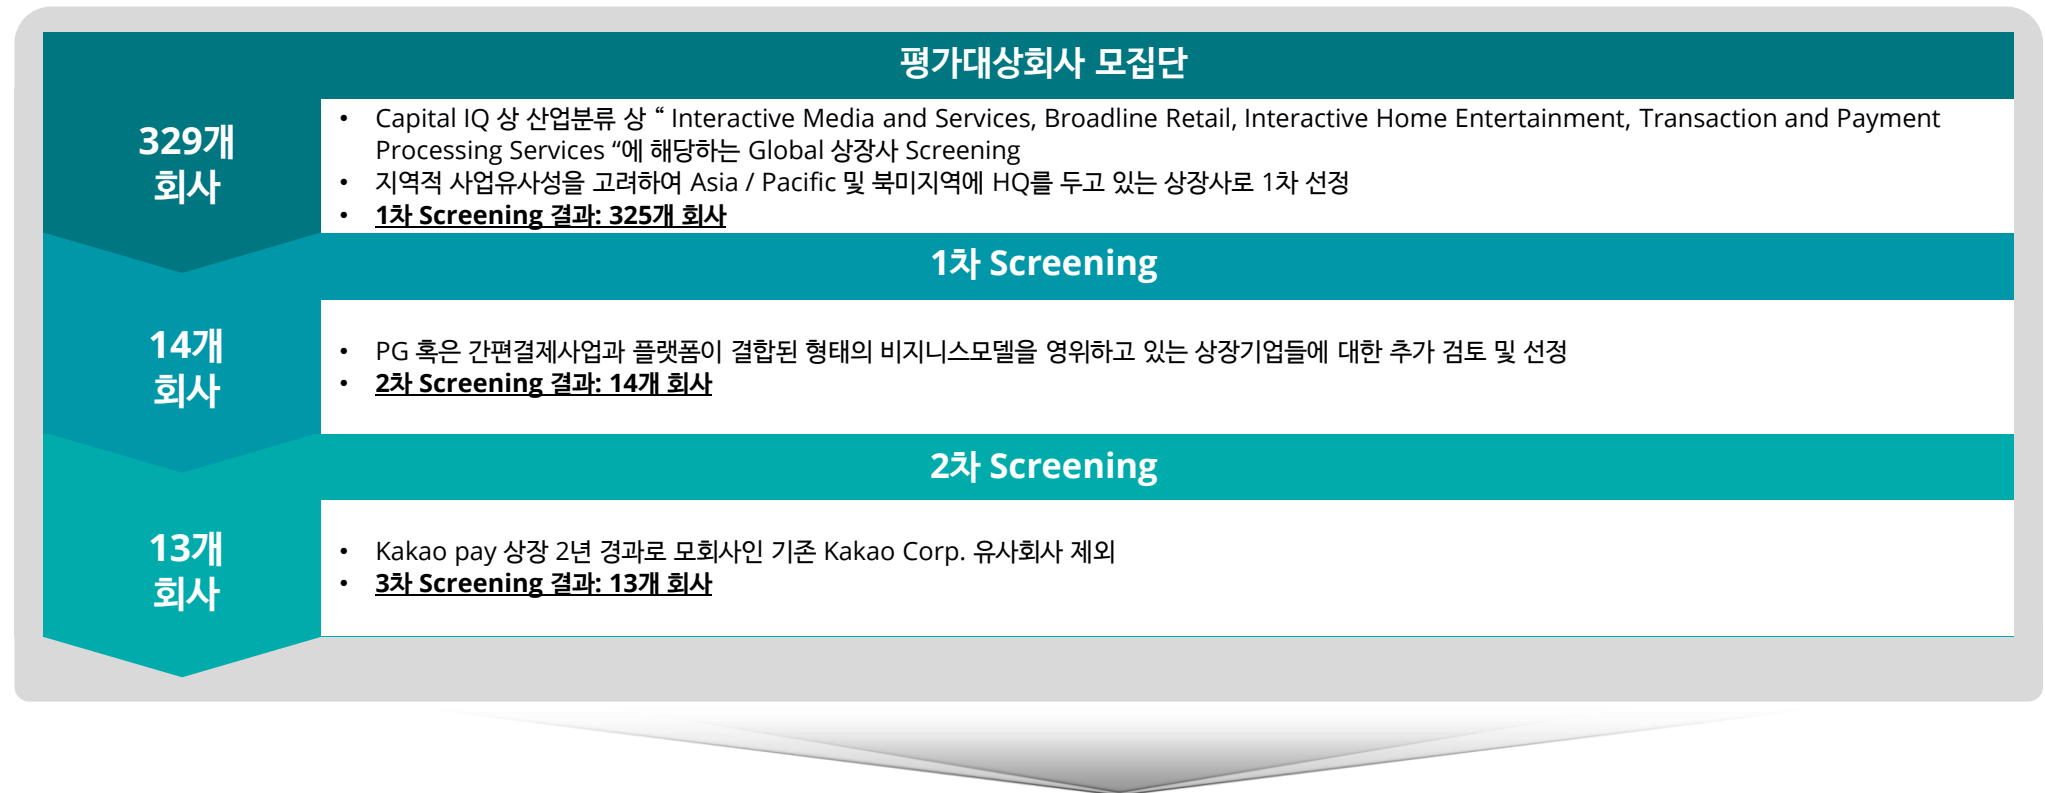 평가대상회사 모집단
329개
회사
• Capital IQ 상 산업분류 상 “ Interactive Media and Services, Broadline Retail, Interactive Home Entertainment, Transaction and Payment
Processing Services “에 해당하는 Global 상장사 Screening
• 지역적 사업유사성을 고려하여 Asia / Pacific 및 북미지역에 HQ를 두고 있는 상장사로 1차 선정
• 1차 Screening 결과: 325개 회사
1차 Screening
14개
회사
• PG 혹은 간편결제사업과 플랫폼이 결합된 형태의 비지니스모델을 영위하고 있는 상장기업들에 대한 추가 검토 및 선정
• 2차 Screening 결과: 14개 회사
2차 Screening
13개
회사
• Kakao pay 상장 2년 경과로 모회사인 기존 Kakao Corp. 유사회사 제외
• 3차 Screening 결과: 13개 회사